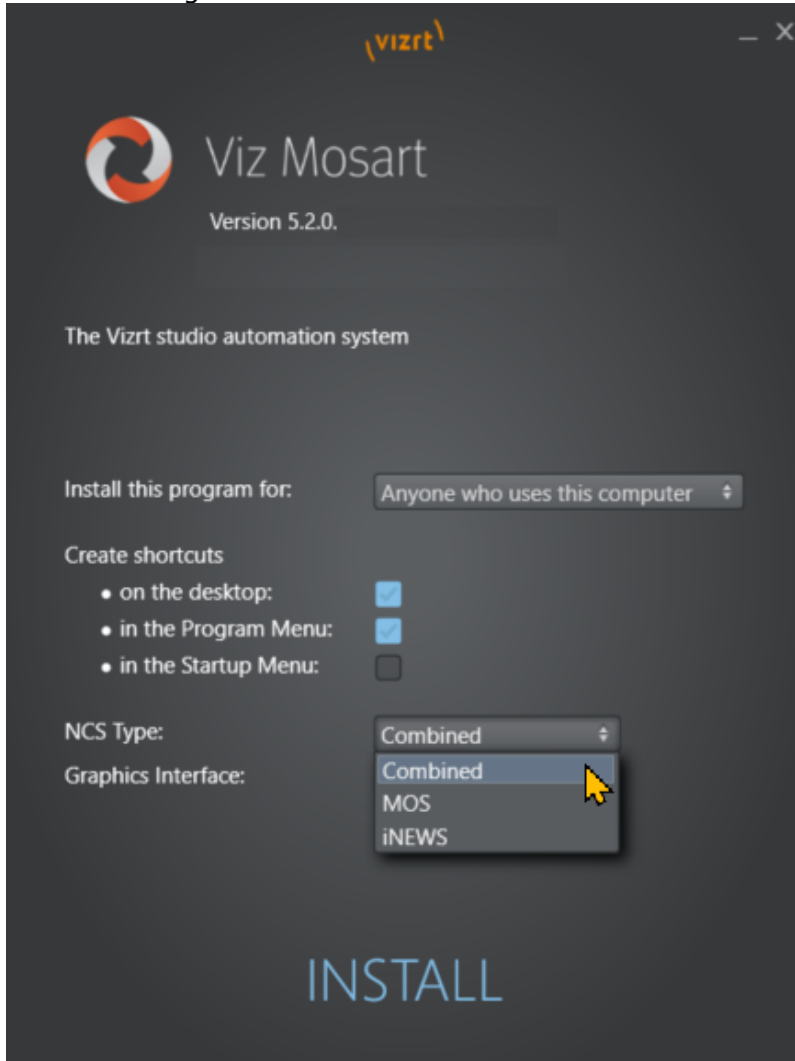 vizrt
Viz Mosart
Version 5.2.0.
The Vizrt studio automation system
Install this program for: Anyone who uses this computer
Create shortcuts
• on the desktop:
• in the Program Menu:
• in the Startup Menu:
NCS Type: Combined
Graphics Interface: Combined
MOS
iNEWS
INSTALL